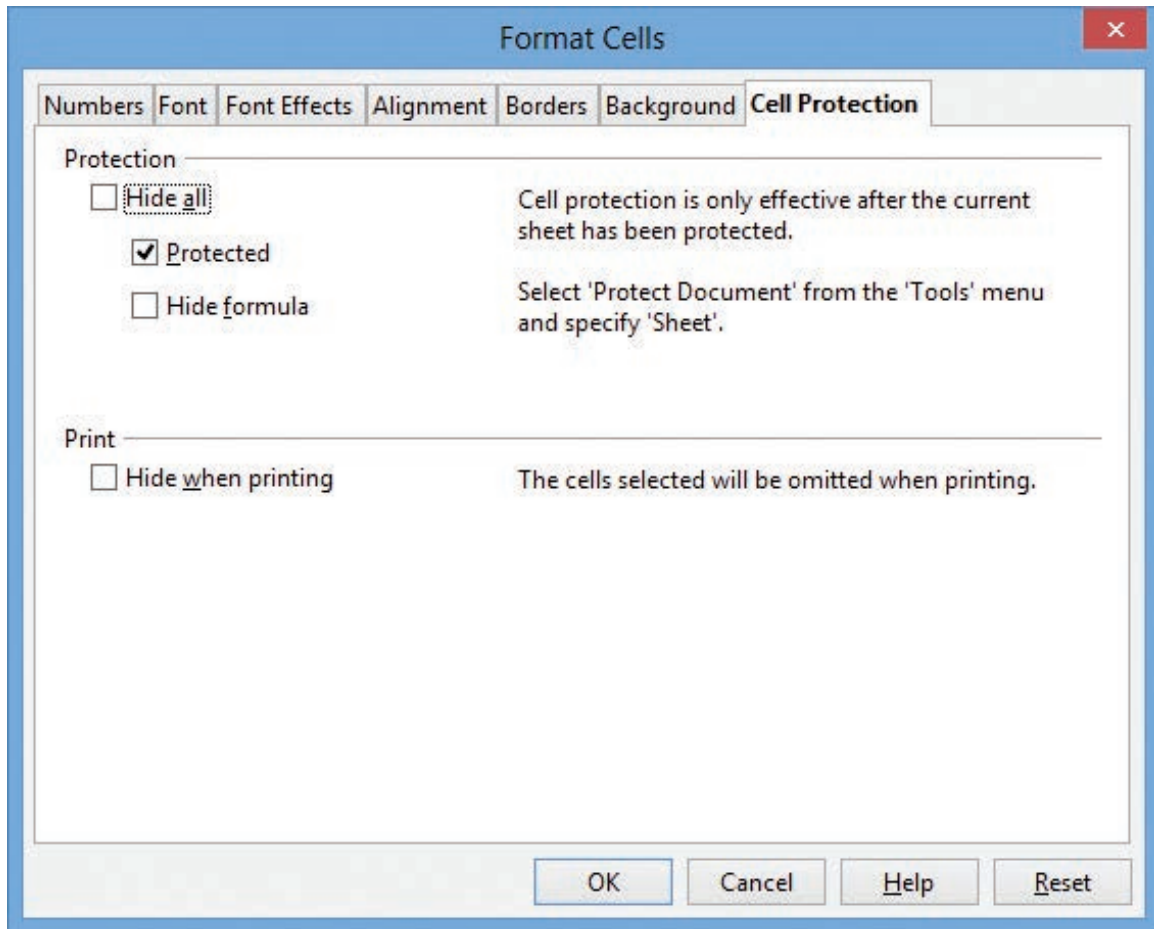 Format Cells
Numbers Font Font Effects Alignment Borders Background Cell Protection
Protection
Hide all
Cell protection is only effective after the current
sheet has been protected.
Protected
Hide formula
Select 'Protect Document' from the 'Tools' menu
and specify 'Sheet'.
Print
Hide when printing
The cells selected will be omitted when printing.
OK Cancel Help Reset